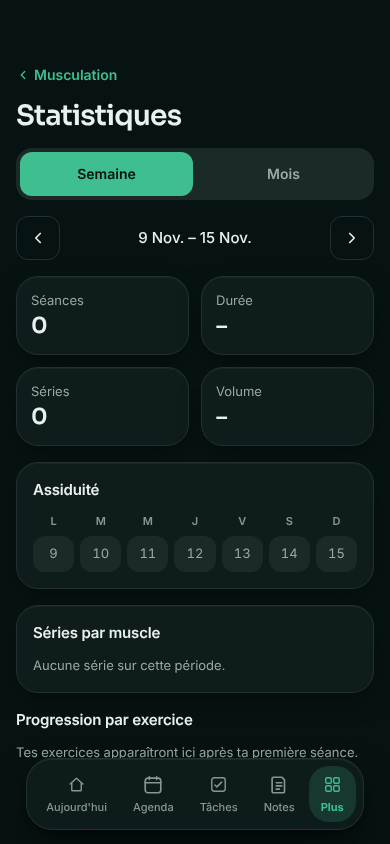 Musculation
Statistiques
Semaine Mois
9 Nov. – 15 Nov.
Séances Durée
0 –
Séries Volume
0 –
Assiduité
L M M J V S D
9 10 11 12 13 14 15
Séries par muscle
Aucune série sur cette période.
Progression par exercice
Tes exercices apparaîtront ici après ta première séance.
Aujourd'hui Agenda Tâches Notes Plus